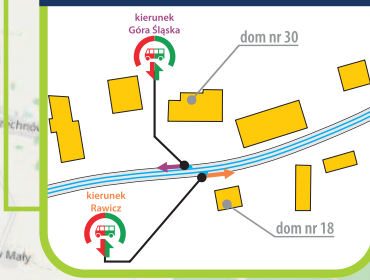 kierunek
Góra Śląska
dom nr 30
kierunek
Rawicz
dom nr 18
Mały